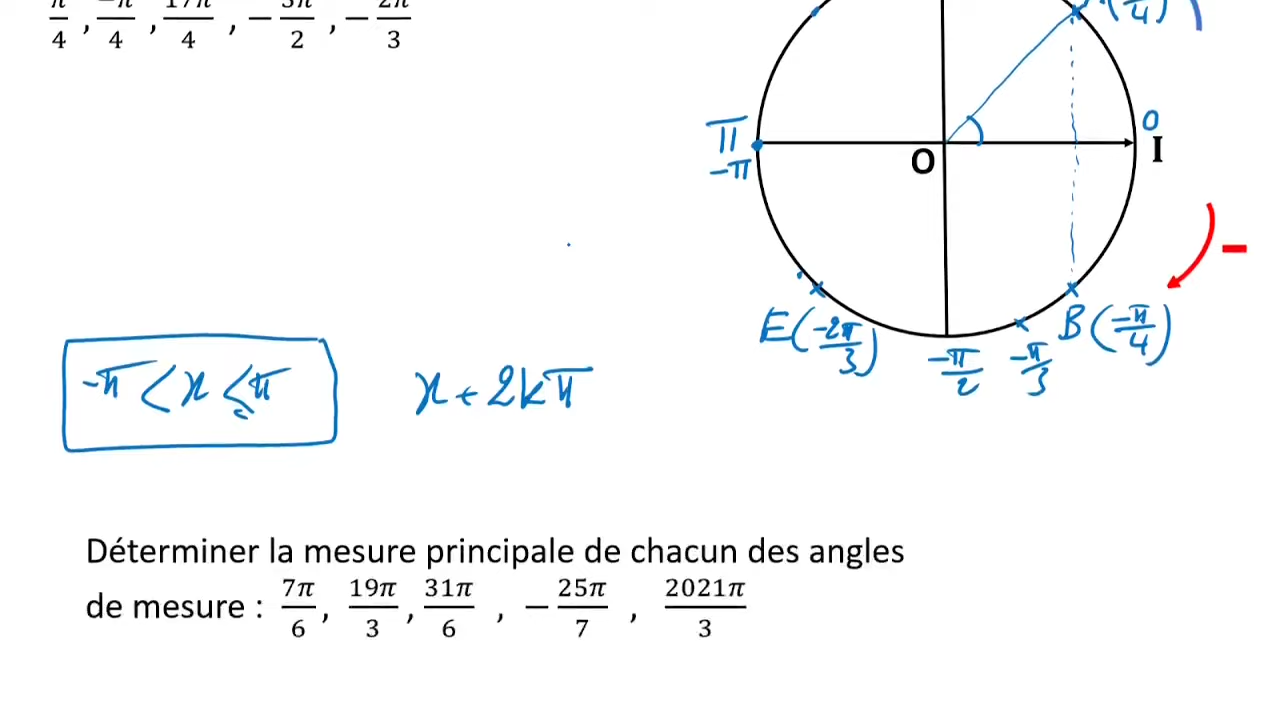 π/4 , −π/4 , 17π/4 , − 3π/2 , − 2π/3
(π/4)
π
0
−π
O
I
−
E(-2π/3)
-π/2
-π/3
B(-π/4)
-π < x ≤ π
x + 2kπ
Déterminer la mesure principale de chacun des angles
de mesure : 7π/6 , 19π/3 , 31π/6 , − 25π/7 , 2021π/3